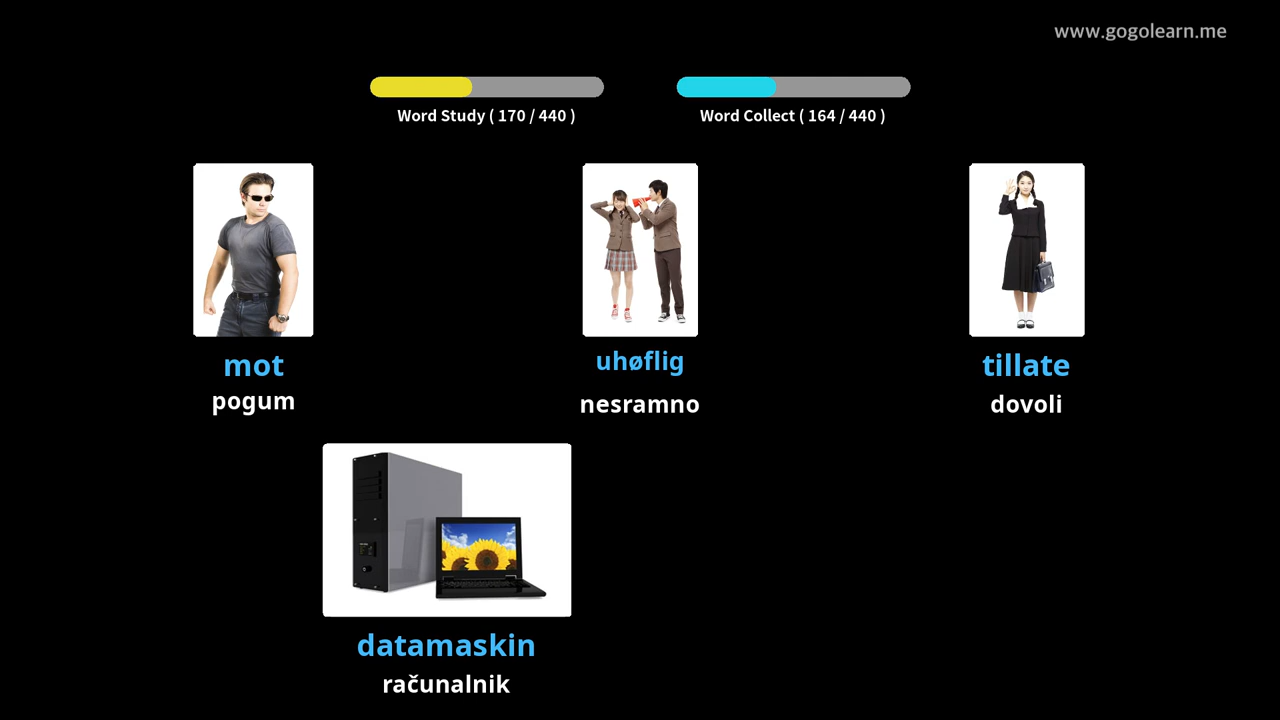 www.gogolearn.me
Word Study ( 170 / 440 )
Word Collect ( 164 / 440 )
mot
pogum
uhøflig
nesramno
tillate
dovoli
datamaskin
računalnik